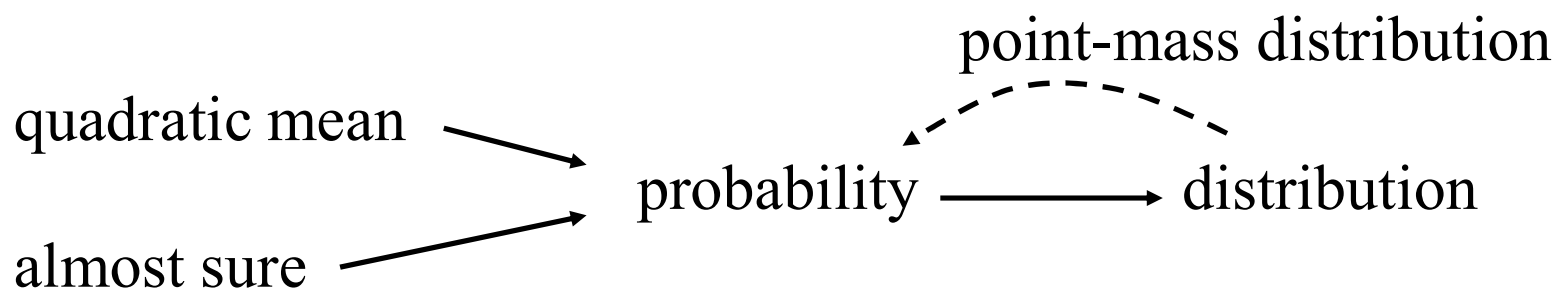 point-mass distribution
quadratic mean
probability
distribution
almost sure